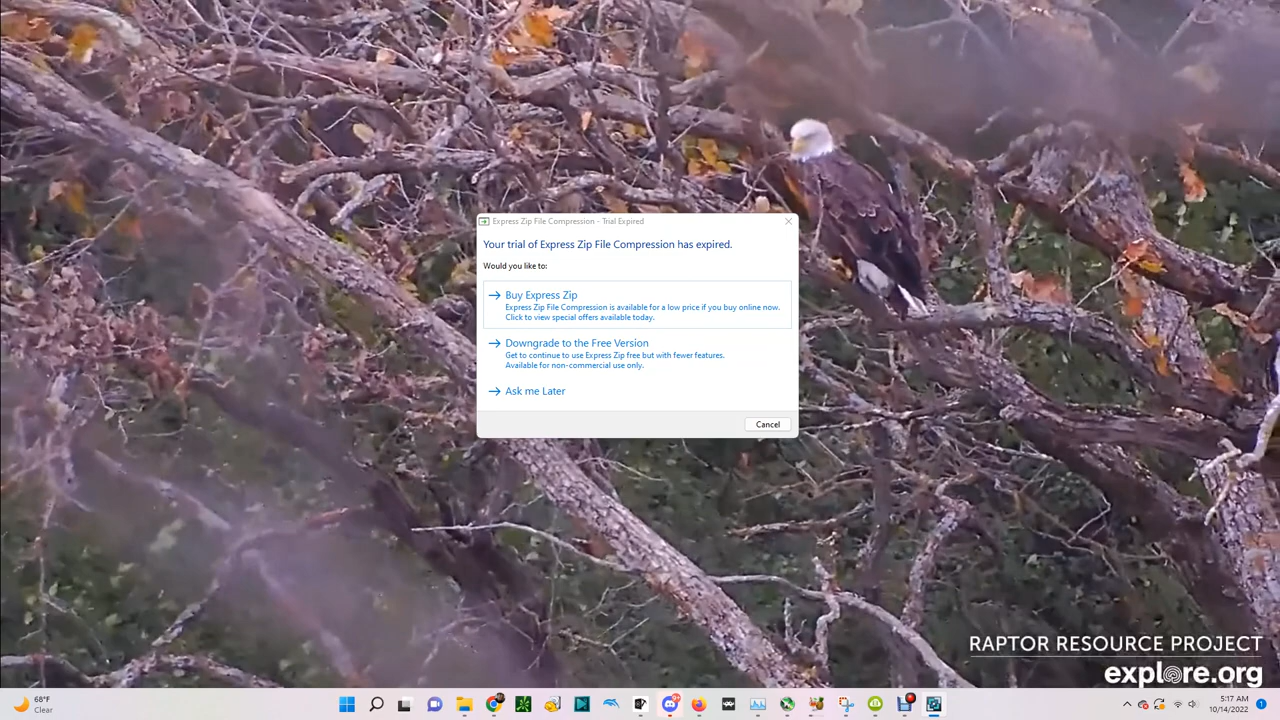 Express Zip File Compression - Trial Expired
Your trial of Express Zip File Compression has expired.
Would you like to:
Buy Express Zip
Express Zip File Compression is available for a low price if you buy online now.
Click to view special offers available today.
Downgrade to the Free Version
Get to continue to use Express Zip free but with fewer features.
Available for non-commercial use only.
Ask me Later
Cancel
RAPTOR RESOURCE PROJECT
explore.org
68°F
Clear
9+
5:17 AM
10/14/2022
1